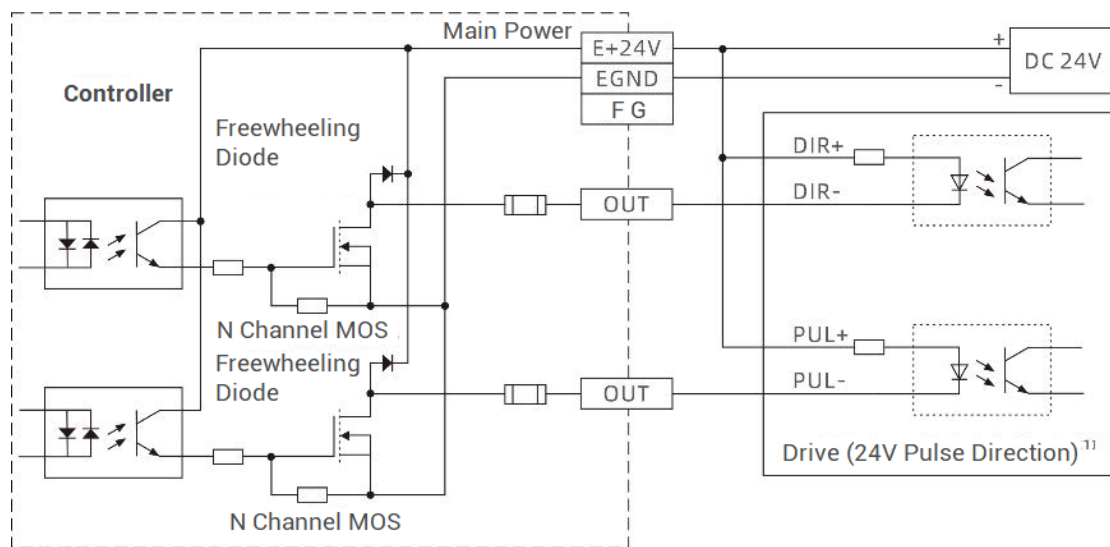 Main Power
E+24V
+
DC 24V
EGND
-
Controller
F G
Freewheeling
Diode
DIR+
DIR-
OUT
N Channel MOS
Freewheeling
Diode
PUL+
PUL-
OUT
Drive (24V Pulse Direction)¹⁾
N Channel MOS